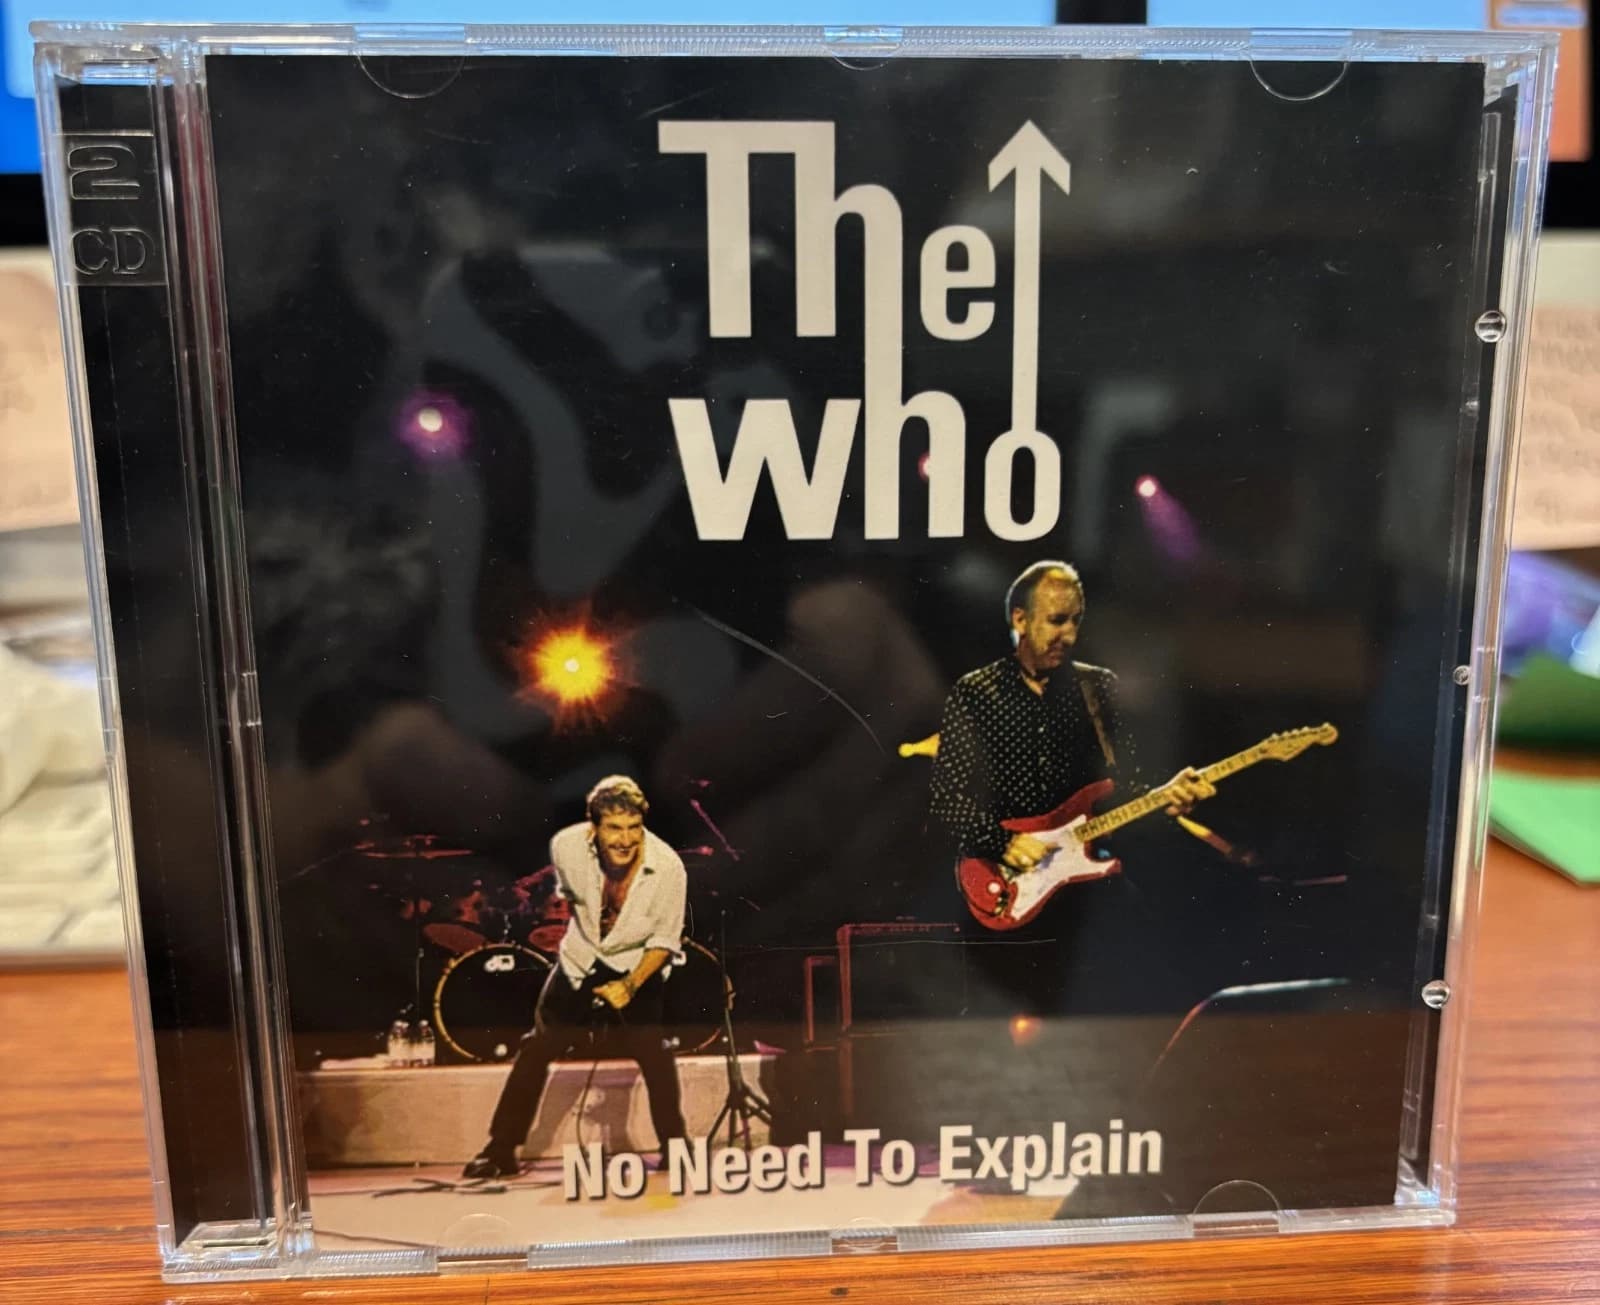 2
CD
The
who
No Need To Explain